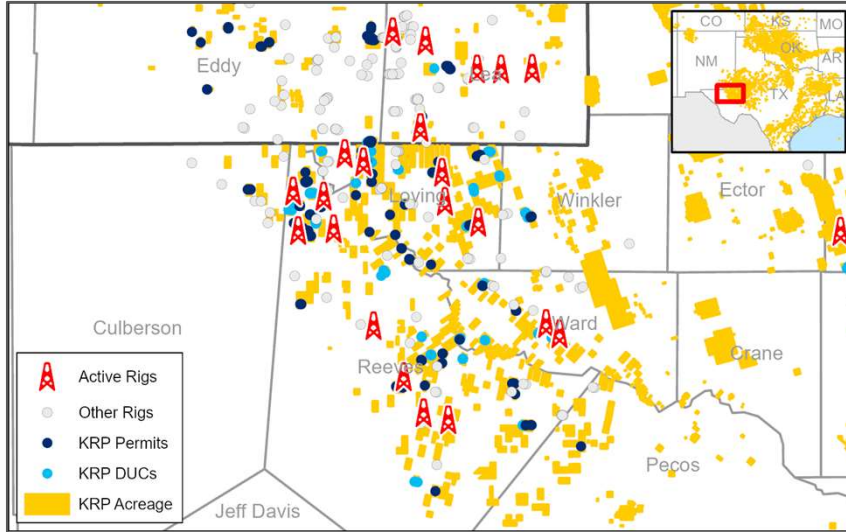 CO
KS
MO
NM
OK
AR
TX
LA
Eddy
Lea
Loving
Winkler
Ector
Culberson
Ward
Reeves
Crane
Pecos
Jeff Davis
Active Rigs
Other Rigs
KRP Permits
KRP DUCs
KRP Acreage